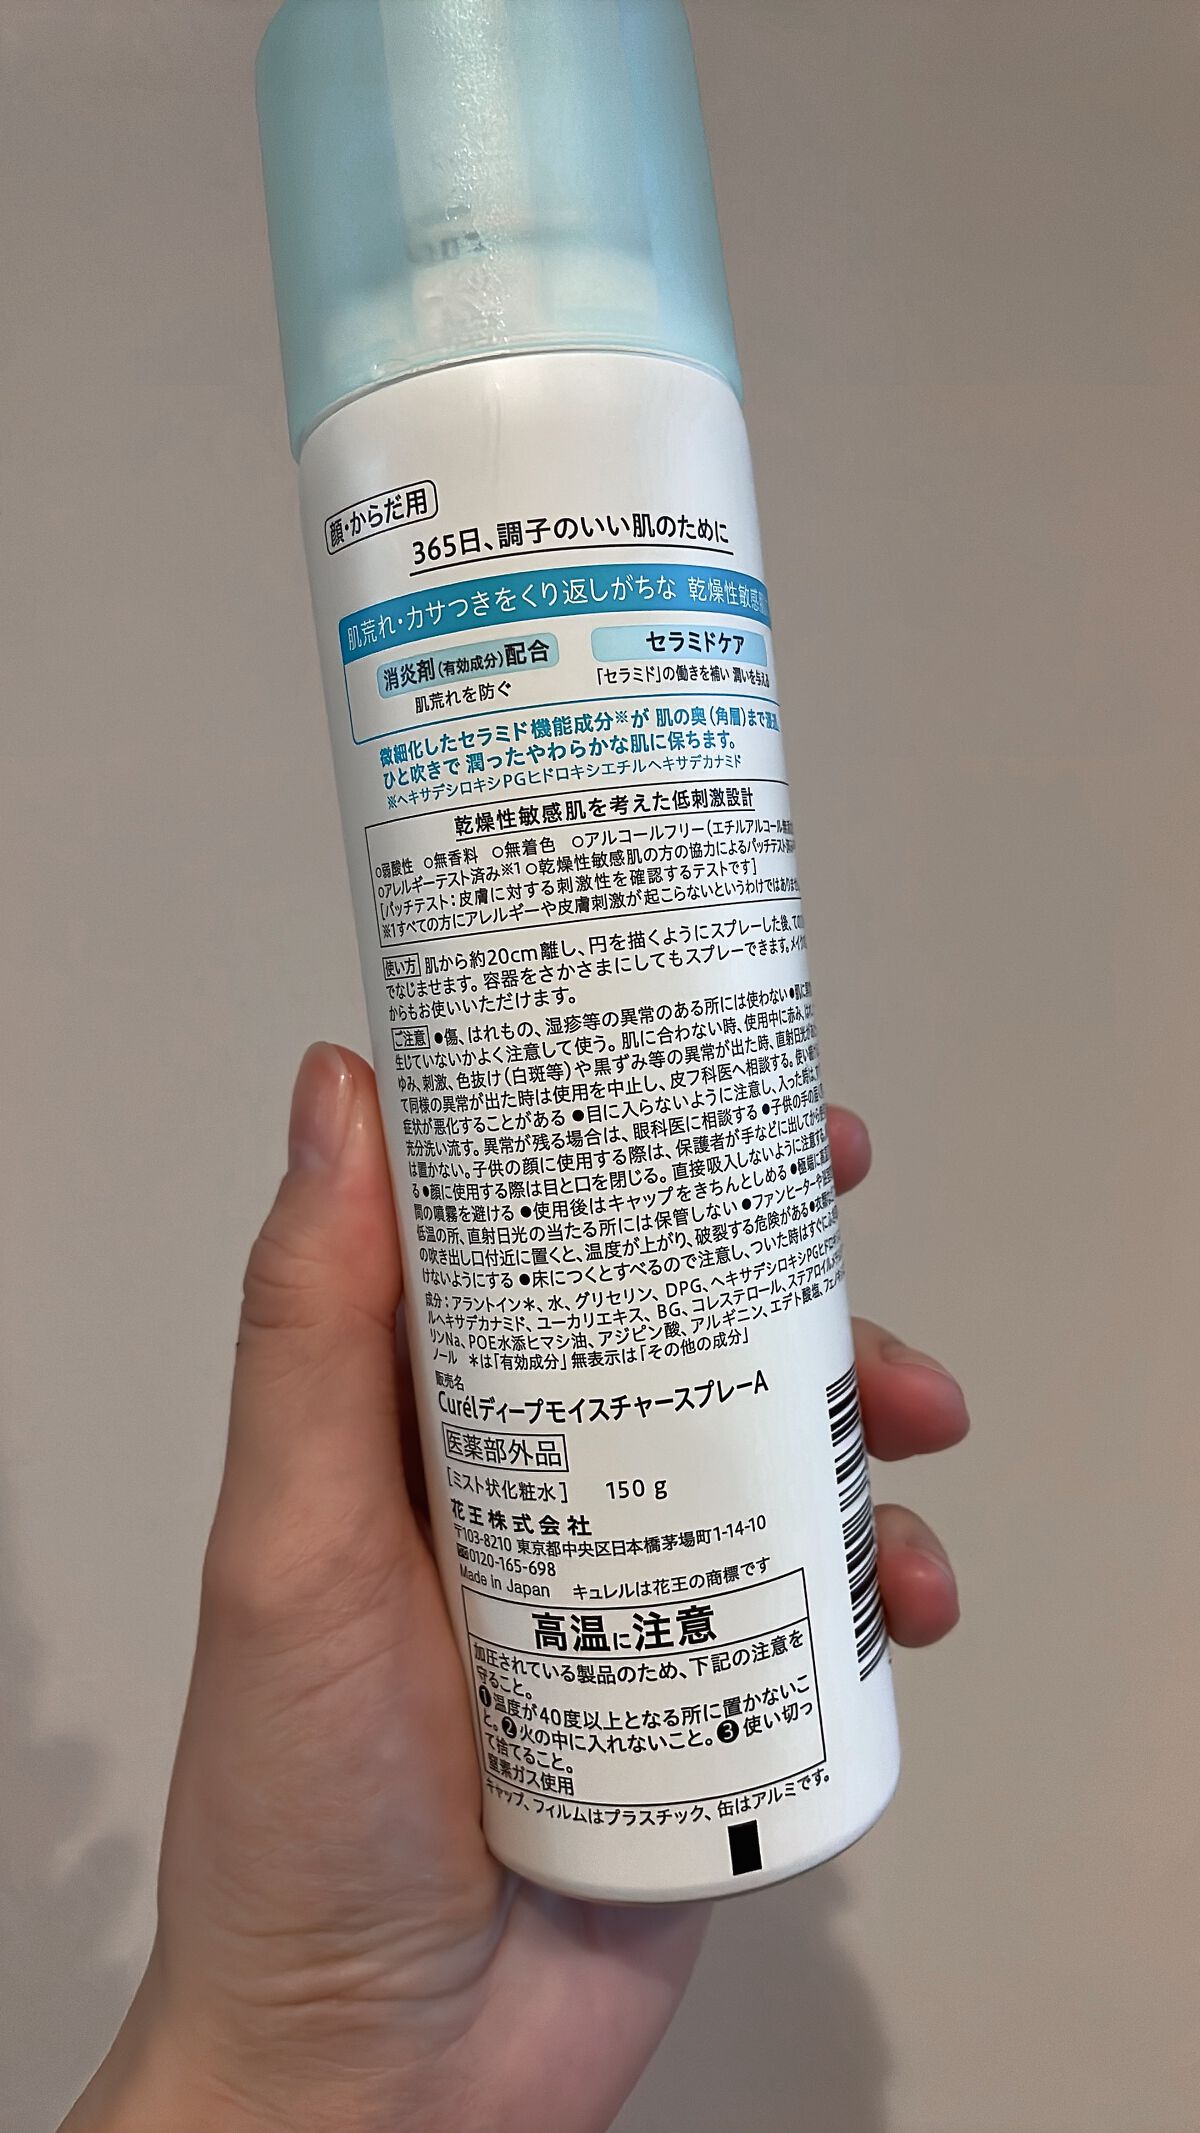 顔・からだ用
365日、調子のいい肌のために
肌荒れ・カサつきをくり返しがちな 乾燥性敏感
消炎剤(有効成分)配合
肌荒れを防ぐ
セラミドケア
「セラミド」の働きを補い 潤いを与える
微細化したセラミド機能成分※が 肌の奥(角層)まで浸透
ひと吹きで 潤ったやわらかな肌に保ちます。
※ヘキサデシロキシPGヒドロキシエチルヘキサデカナミド
乾燥性敏感肌を考えた低刺激設計
○弱酸性 ○無香料 ○無着色 ○アルコールフリー(エチルアルコール
○アレルギーテスト済み※1 ○乾燥性敏感肌の方の協力によるパッチテスト
[パッチテスト:皮膚に対する刺激性を確認するテストです]
※1すべての方にアレルギーや皮膚刺激が起こらないというわけではありま
使い方 肌から約20cm離し、円を描くようにスプレーした後、
でなじませます。容器をさかさまにしてもスプレーできます。メイク
からもお使いいただけます。
ご注意 ●傷、はれもの、湿疹等の異常のある所には使わない●肌に
生じていないかよく注意して使う。肌に合わない時、使用中に赤み、
ゆみ、刺激、色抜け(白斑等)や黒ずみ等の異常が出た時、直射日光が
て同様の異常が出た時は使用を中止し、皮フ科医へ相談する。使い
症状が悪化することがある ●目に入らないように注意し、入った時は、
充分洗い流す。異常が残る場合は、眼科医に相談する ●子供の手の
は置かない。子供の顔に使用する際は、保護者が手などに出してから
る ●顔に使用する際は目と口を閉じる。直接吸入しないように注意する
間の噴霧を避ける ●使用後はキャップをきちんとしめる ●極端に
低温の所、直射日光の当たる所には保管しない ●ファンヒーターや
の吹き出し口付近に置くと、温度が上がり、破裂する危険がある●衣服
けないようにする ●床につくとすべるので注意し、ついた時はすぐに
成分:アラントイン*、水、グリセリン、DPG、ヘキサデシロキシPGヒドロキシ
ルヘキサデカナミド、ユーカリエキス、BG、コレステロール、ステアロイル
リンNa、POE水添ヒマシ油、アジピン酸、アルギニン、エデト酸塩、フェノキシ
ノール *は「有効成分」無表示は「その他の成分」
販売名
Curélディープモイスチャースプレーa
医薬部外品
[ミスト状化粧水] 150 g
花王株式会社
〒103-8210 東京都中央区日本橋茅場町1-14-10
0120-165-698
Made in Japan キュレルは花王の商標です
高温に注意
加圧されている製品のため、下記の注意を
守ること。
❶温度が40度以上となる所に置かないこ
と。❷火の中に入れないこと。❸使い切っ
て捨てること。
窒素ガス使用
キャップ、フィルムはプラスチック、缶はアルミです。